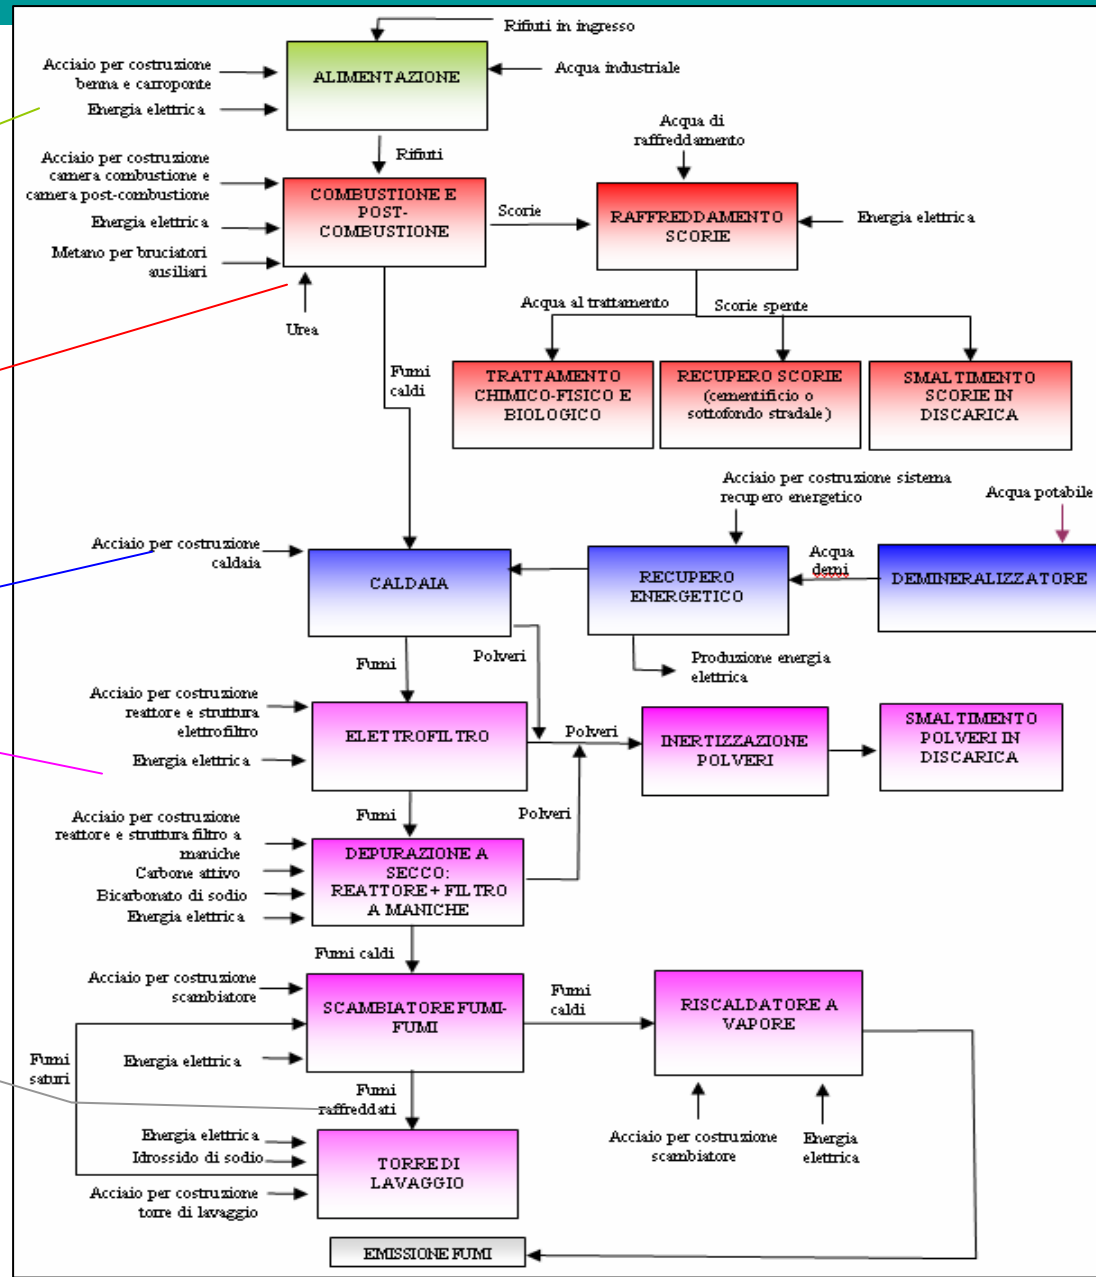 Rifiuti in ingresso
Acciaio per costruzione
benna e carroponte
Energia elettrica
ALIMENTAZIONE
Acqua industriale
Rifiuti
Acqua di
raffreddamento
Acciaio per costruzione
camera combustione e
camera post-combustione
Energia elettrica
Metano per bruciatori
ausiliari
Urea
COMBUSTIONE E
POST-
COMBUSTIONE
Scorie
RAFFREDDAMENTO
SCORIE
Energia elettrica
Acqua al trattamento
Scorie spente
Fumi
caldi
TRATTAMENTO
CHIMICO-FISICO E
BIOLOGICO
RECUPERO SCORIE
(cementificio o
sottofondo stradale)
SMALTIMENTO
SCORIE IN
DISCARICA
Acciaio per costruzione sistema
recupero energetico
Acqua potabile
Acciaio per costruzione
caldaia
CALDAIA
RECUPERO
ENERGETICO
Acqua
demi
DEMINERALIZZATORE
Fumi
Polveri
Produzione energia
elettrica
Acciaio per costruzione
reattore e struttura
elettrofiltro
Energia elettrica
ELETTROFILTRO
Polveri
INERTIZZAZIONE
POLVERI
SMALTIMENTO
POLVERI IN
DISCARICA
Fumi
Polveri
Acciaio per costruzione
reattore e struttura filtro a
maniche
Carbone attivo
Bicarbonato di sodio
Energia elettrica
DEPURAZIONE A
SECCO:
REATTORE + FILTRO
A MANICHE
Fumi caldi
Acciaio per costruzione
scambiatore
Energia elettrica
SCAMBIATORE FUMI-
FUMI
Fumi
caldi
RISCALDATORE A
VAPORE
Fumi
saturi
Fumi
raffreddati
Acciaio per costruzione
scambiatore
Energia
elettrica
Energia elettrica
Idrossido di sodio
Acciaio per costruzione
torre di lavaggio
TORRE DI
LAVAGGIO
EMISSIONE FUMI